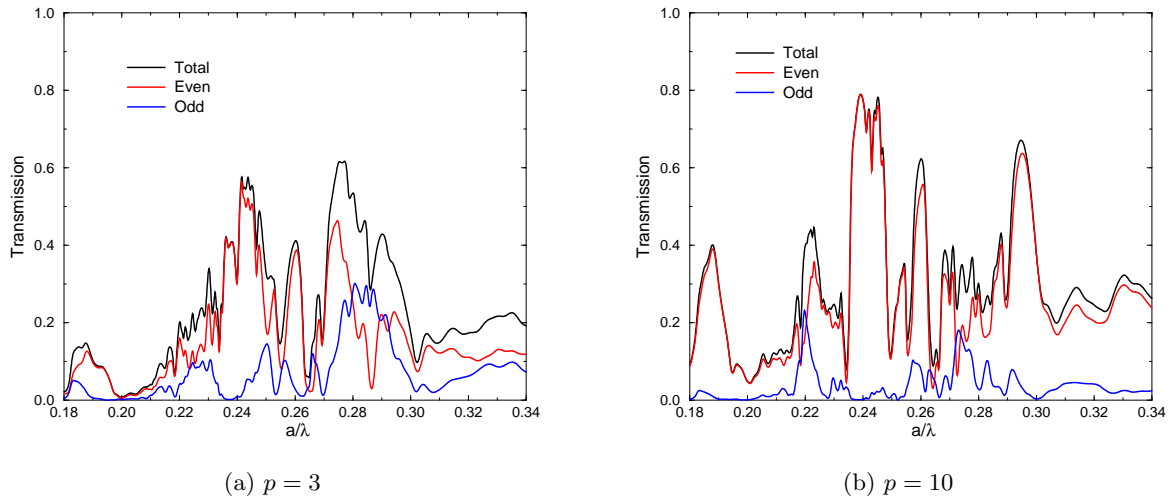 1.0
0.8
0.6
0.4
0.2
0.0
Transmission
Total
Even
Odd
0.18 0.20 0.22 0.24 0.26 0.28 0.30 0.32 0.34
a/λ
(a) p = 3
1.0
0.8
0.6
0.4
0.2
0.0
Transmission
Total
Even
Odd
0.18 0.20 0.22 0.24 0.26 0.28 0.30 0.32 0.34
a/λ
(b) p = 10